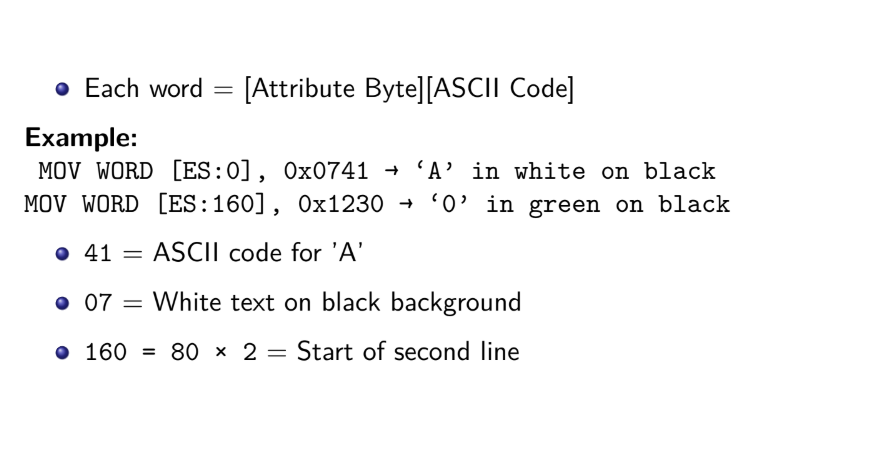 Each word = [Attribute Byte][ASCII Code]
Example:
MOV WORD [ES:0], 0x0741 → ‘A’ in white on black
MOV WORD [ES:160], 0x1230 → ‘0’ in green on black
41 = ASCII code for 'A'
07 = White text on black background
160 = 80 × 2 = Start of second line